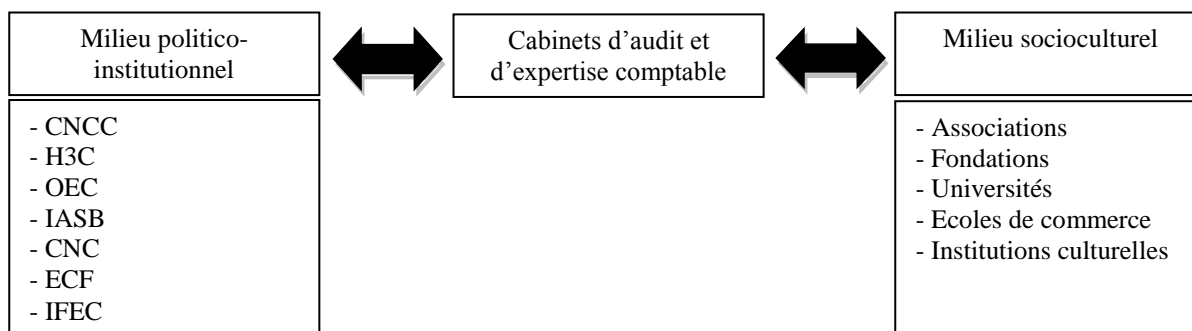 Milieu politico-
institutionnel
- CNCC
- H3C
- OEC
- IASB
- CNC
- ECF
- IFEC
Cabinets d'audit et
d'expertise comptable
Milieu socioculturel
- Associations
- Fondations
- Universités
- Ecoles de commerce
- Institutions culturelles